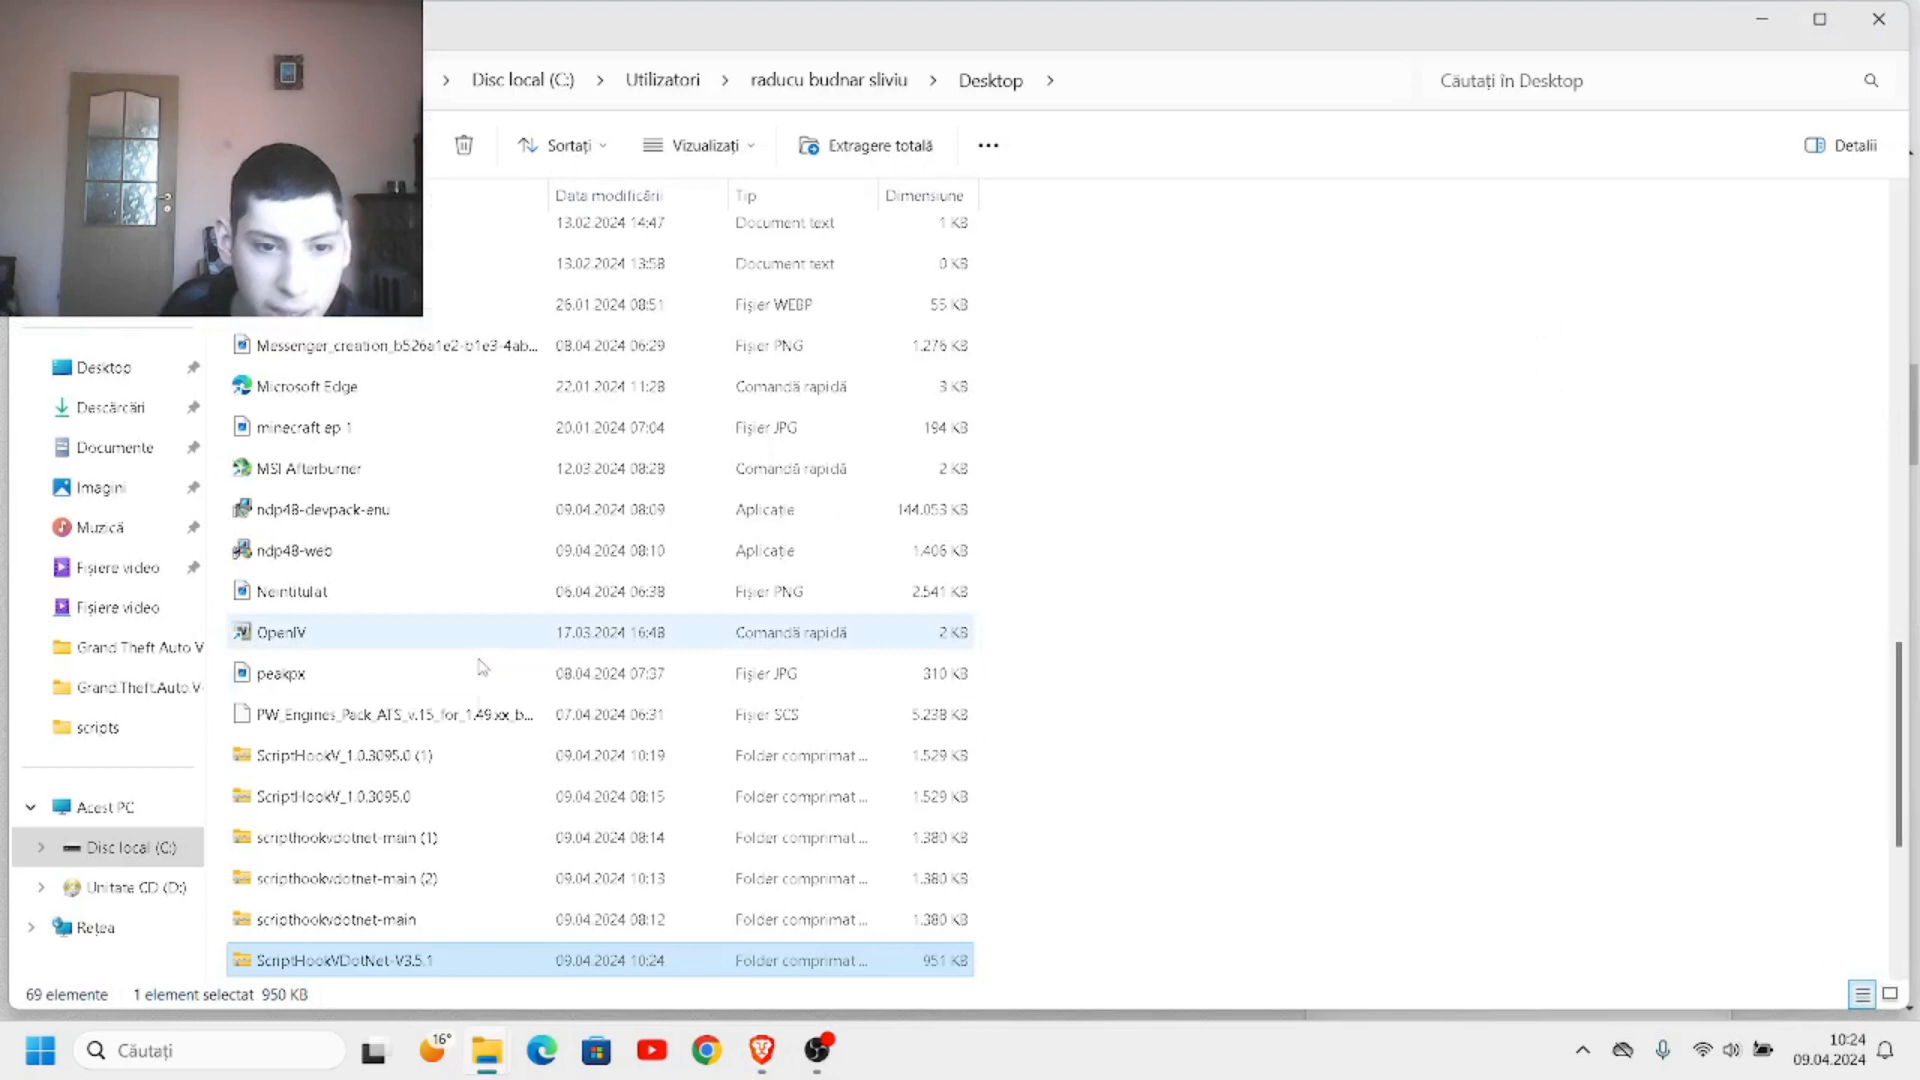 Disc local (C:) > Utilizatori > raducu budnar sliviu > Desktop >
Căutați în Desktop
Sortați
Vizualizați
Extragere totală
Detalii
Data modificării Tip Dimensiune
13.02.2024 14:47 Document text 1 KB
13.02.2024 13:58 Document text 0 KB
26.01.2024 08:51 Fișier WEBP 55 KB
Messenger_creation_b526a1e2-b1e3-4ab... 08.04.2024 06:29 Fișier PNG 1.276 KB
Microsoft Edge 22.01.2024 11:28 Comandă rapidă 3 KB
minecraft ep 1 20.01.2024 07:04 Fișier JPG 194 KB
MSI Afterburner 12.03.2024 08:28 Comandă rapidă 2 KB
ndp48-devpack-enu 09.04.2024 08:09 Aplicație 144.053 KB
ndp48-web 09.04.2024 08:10 Aplicație 1.406 KB
Neintitulat 06.04.2024 06:38 Fișier PNG 2.541 KB
OpenIV 17.03.2024 16:48 Comandă rapidă 2 KB
peakpx 08.04.2024 07:37 Fișier JPG 310 KB
PW_Engines_Pack_ATS_v.15_for_1.49.xx_b... 07.04.2024 06:31 Fișier SCS 5.238 KB
ScriptHookV_1.0.3095.0 (1) 09.04.2024 10:19 Folder comprimat ... 1.529 KB
ScriptHookV_1.0.3095.0 09.04.2024 08:15 Folder comprimat ... 1.529 KB
scripthookvdotnet-main (1) 09.04.2024 08:14 Folder comprimat ... 1.380 KB
scripthookvdotnet-main (2) 09.04.2024 10:13 Folder comprimat ... 1.380 KB
scripthookvdotnet-main 09.04.2024 08:12 Folder comprimat ... 1.380 KB
ScriptHookVDotNet-V3.5.1 09.04.2024 10:24 Folder comprimat ... 951 KB
Desktop
Descărcări
Documente
Imagini
Muzică
Fișiere video
Fișiere video
Grand Theft Auto V
Grand.Theft.Auto.V
scripts
Acest PC
Disc local (C:)
Unitate CD (D:)
Rețea
69 elemente 1 element selectat 950 KB
Căutați
16°
10:24
09.04.2024